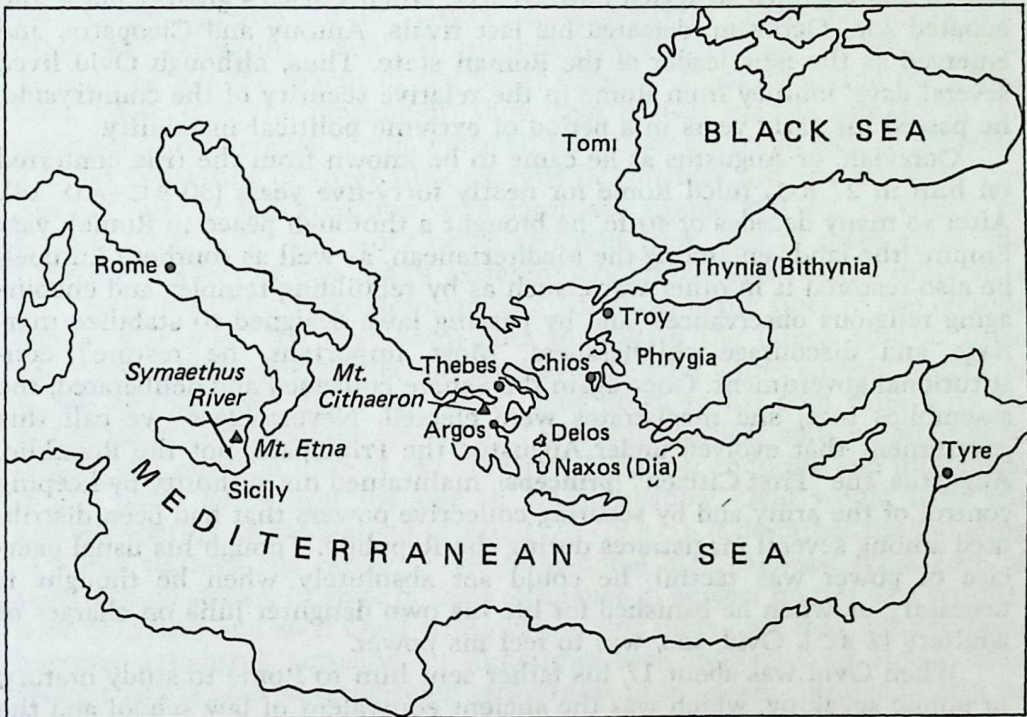 BLACK SEA
Tomi
Rome
Thynia (Bithynia)
Troy
Thebes
Chios
Phrygia
Symaethus
River
Mt.
Cithaeron
Argos
Delos
Mt. Etna
Naxos (Dia)
Tyre
Sicily
MEDITERRANEAN SEA